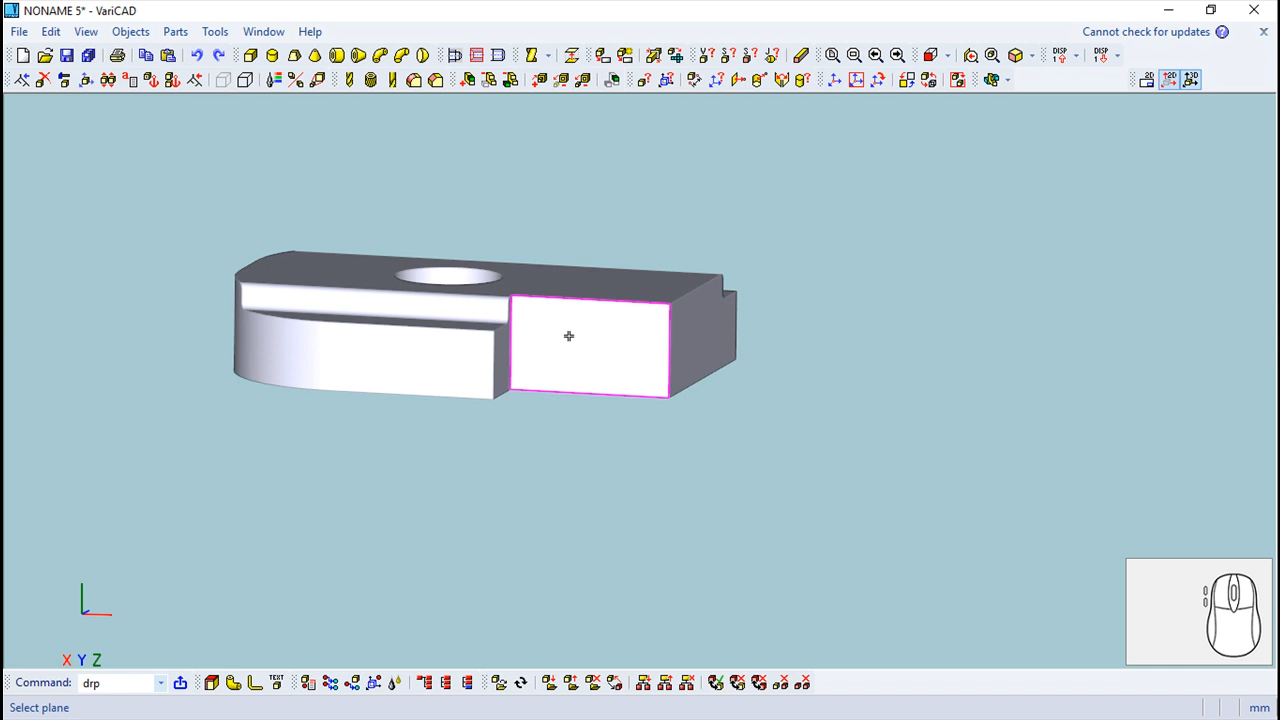 NONAME 5* - VariCAD
File Edit View Objects Parts Tools Window Help Cannot check for updates
X Y Z
Command: drp TEXT
Select plane mm